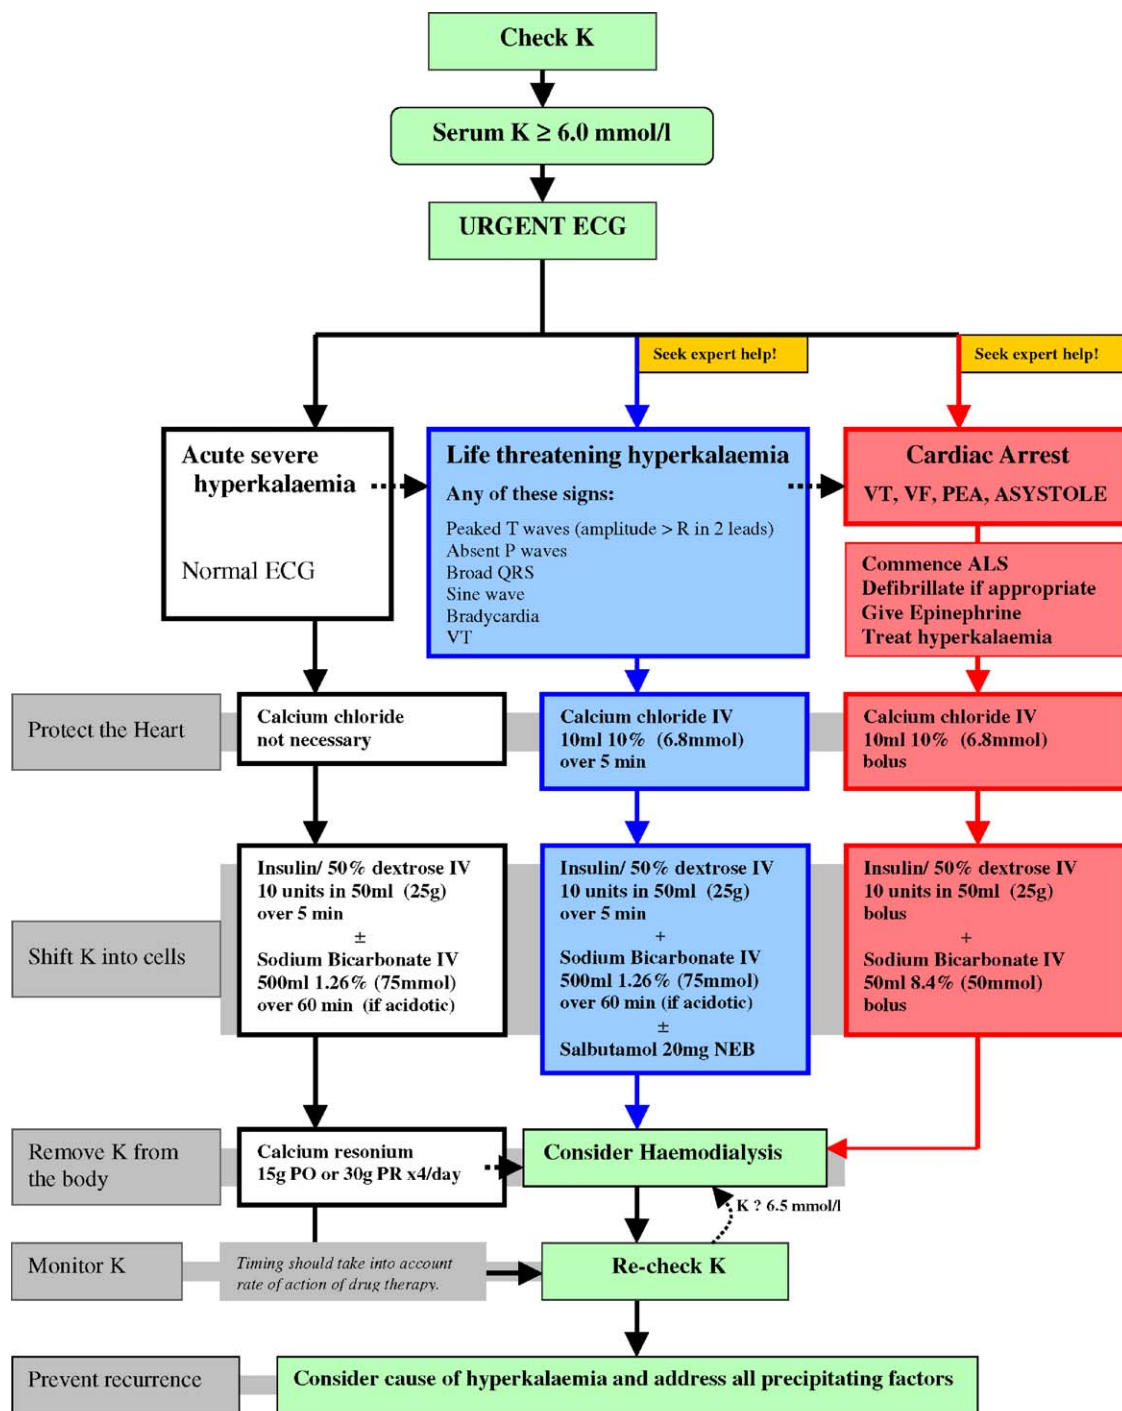 Check K
Serum K ≥ 6.0 mmol/l
URGENT ECG
Seek expert help!
Seek expert help!
Acute severe
hyperkalaemia
Normal ECG
Life threatening hyperkalaemia
Any of these signs:
Peaked T waves (amplitude > R in 2 leads)
Absent P waves
Broad QRS
Sine wave
Bradycardia
VT
Cardiac Arrest
VT, VF, PEA, ASYSTOLE
Commence ALS
Defibrillate if appropriate
Give Epinephrine
Treat hyperkalaemia
Protect the Heart
Calcium chloride
not necessary
Calcium chloride IV
10ml 10% (6.8mmol)
over 5 min
Calcium chloride IV
10ml 10% (6.8mmol)
bolus
Shift K into cells
Insulin/ 50% dextrose IV
10 units in 50ml (25g)
over 5 min
±
Sodium Bicarbonate IV
500ml 1.26% (75mmol)
over 60 min (if acidotic)
Insulin/ 50% dextrose IV
10 units in 50ml (25g)
over 5 min
+
Sodium Bicarbonate IV
500ml 1.26% (75mmol)
over 60 min (if acidotic)
±
Salbutamol 20mg NEB
Insulin/ 50% dextrose IV
10 units in 50ml (25g)
bolus
+
Sodium Bicarbonate IV
50ml 8.4% (50mmol)
bolus
Remove K from
the body
Calcium resonium
15g PO or 30g PR x4/day
Consider Haemodialysis
K ? 6.5 mmol/l
Monitor K
Timing should take into account
rate of action of drug therapy.
Re-check K
Prevent recurrence
Consider cause of hyperkalaemia and address all precipitating factors